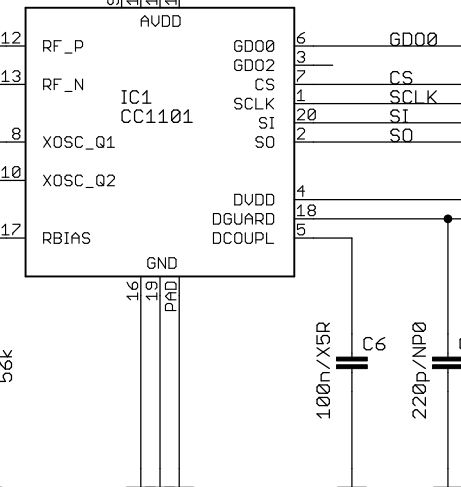 AVDD
12 RF_P GDO0 6 GDO0
GDO2 3
13 RF_N CS 7 CS
IC1 SCLK 1 SCLK
CC1101 SI 20 SI
8 XOSC_Q1 SO 2 SO
10 XOSC_Q2
DVDD 4
DGUARD 18
17 RBIAS DCOUPL 5
GND
16 19 PAD
56k
100n/X5R C6
220p/NP0